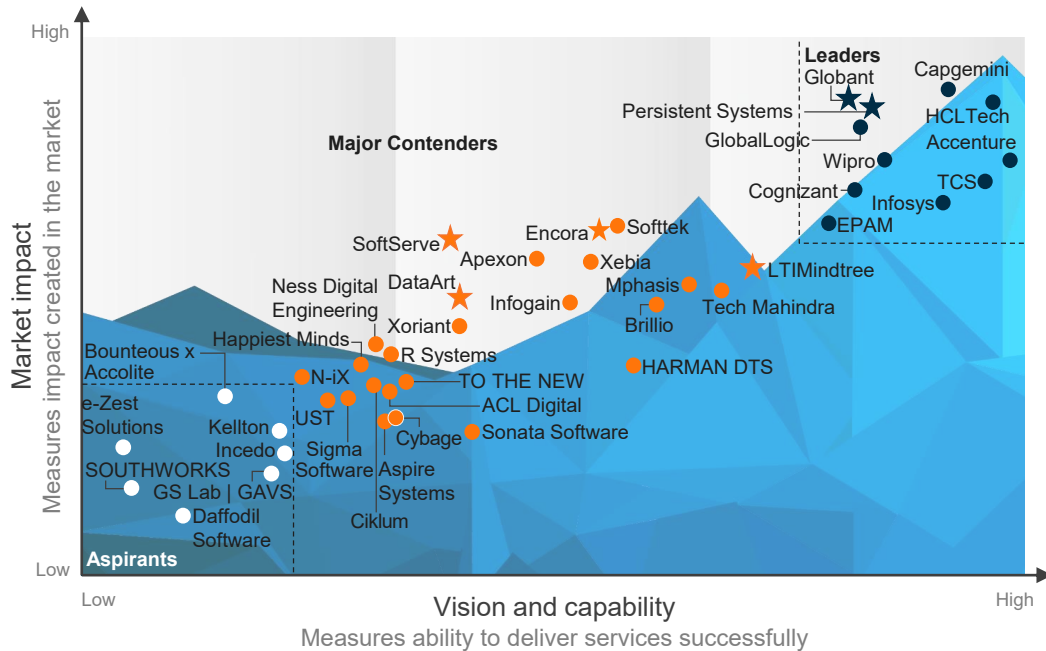 High
Leaders
Globant
Capgemini
Persistent Systems
HCLTech
GlobalLogic
Accenture
Major Contenders
Wipro
TCS
Cognizant
Infosys
EPAM
Encora
Softtek
SoftServe
Apexon
Xebia
LTIMindtree
DataArt
Mphasis
Ness Digital
Engineering
Infogain
Tech Mahindra
Brillio
Xoriant
Happiest Minds
R Systems
Bounteous x
Accolite
HARMAN DTS
N-iX
TO THE NEW
e-Zest
Solutions
ACL Digital
UST
Kellton
Cybage
Sonata Software
Incedo
Sigma
Software
SOUTHWORKS
Aspire
Systems
GS Lab | GAVS
Ciklum
Daffodil
Software
Aspirants
Low
Market impact
Measures impact created in the market
Low
High
Vision and capability
Measures ability to deliver services successfully